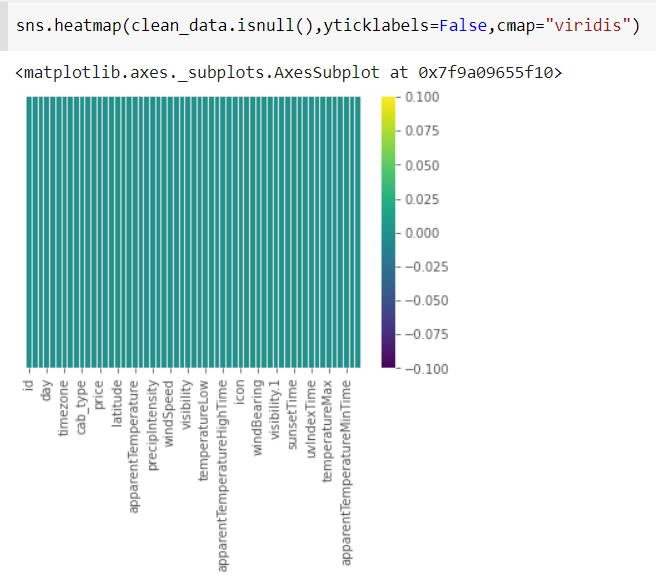 sns.heatmap(clean_data.isnull(),yticklabels=False,cmap="viridis")
<matplotlib.axes._subplots.AxesSubplot at 0x7f9a09655f10>
0.100
0.075
0.050
0.025
0.000
−0.025
−0.050
−0.075
−0.100
id
day
timezone
cab_type
price
latitude
apparentTemperature
precipIntensity
windSpeed
visibility
temperatureLow
apparentTemperatureHighTime
icon
windBearing
visibility.1
sunsetTime
uvIndexTime
temperatureMax
apparentTemperatureMinTime